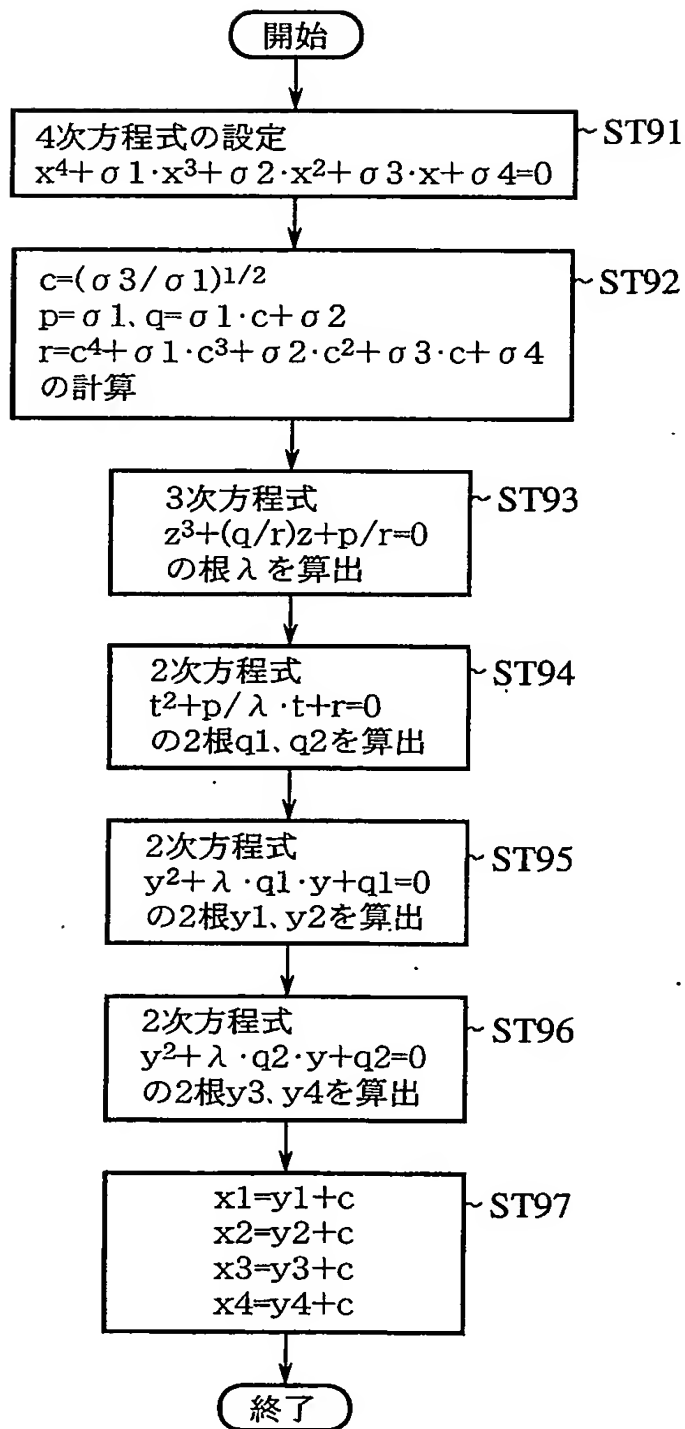 開始
4次方程式の設定
x⁴+σ1·x³+σ2·x²+σ3·x+σ4=0
~ST91
c=(σ3/σ1)¹/²
p=σ1、q=σ1·c+σ2
r=c⁴+σ1·c³+σ2·c²+σ3·c+σ4
の計算
~ST92
3次方程式
z³+(q/r)z+p/r=0
の根λを算出
~ST93
2次方程式
t²+p/λ·t+r=0
の2根q1、q2を算出
~ST94
2次方程式
y²+λ·q1·y+q1=0
の2根y1、y2を算出
~ST95
2次方程式
y²+λ·q2·y+q2=0
の2根y3、y4を算出
~ST96
x1=y1+c
x2=y2+c
x3=y3+c
x4=y4+c
~ST97
終了